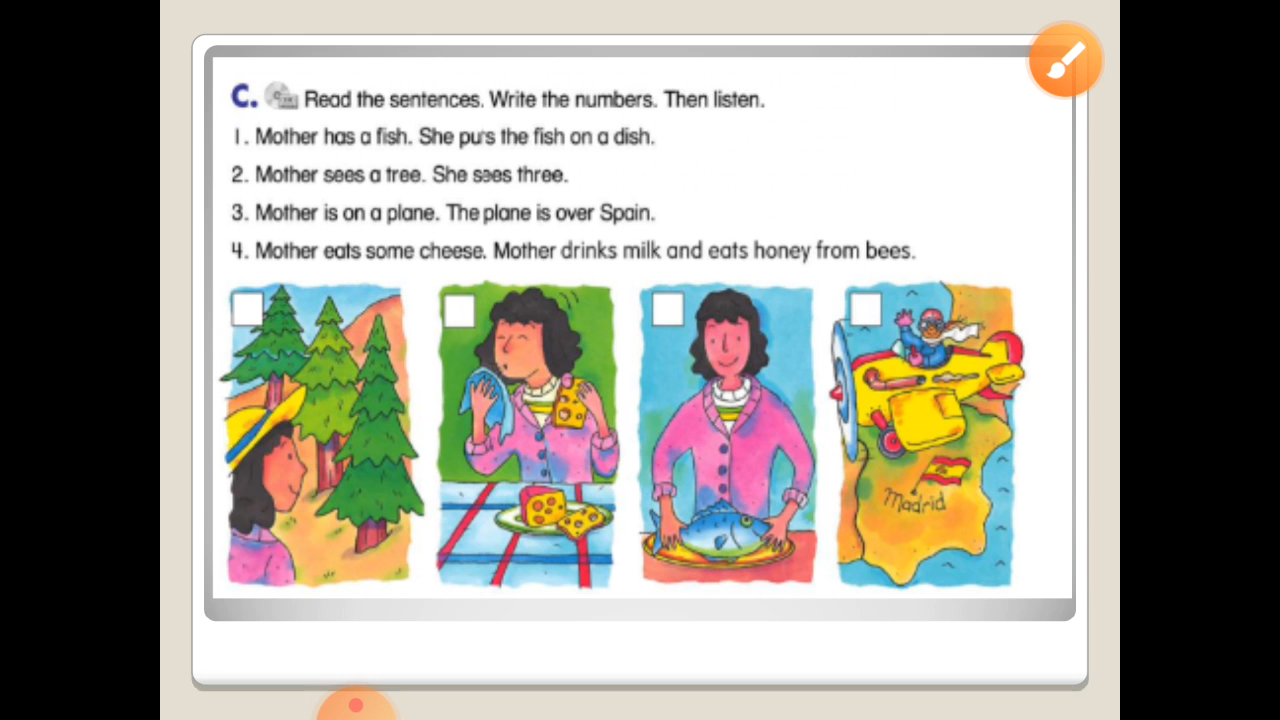 C. Read the sentences. Write the numbers. Then listen.
1. Mother has a fish. She puts the fish on a dish.
2. Mother sees a tree. She sees three.
3. Mother is on a plane. The plane is over Spain.
4. Mother eats some cheese. Mother drinks milk and eats honey from bees.
Madrid